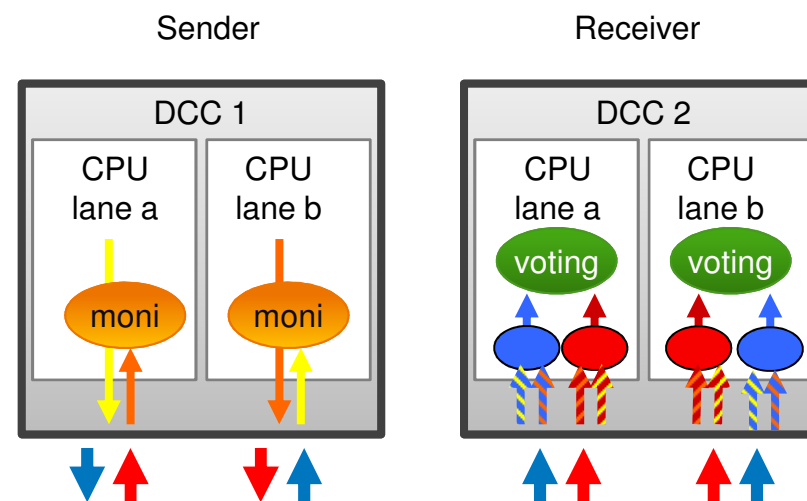 Sender
Receiver
DCC 1
DCC 2
CPU
lane a
CPU
lane b
CPU
lane a
CPU
lane b
voting
voting
moni
moni